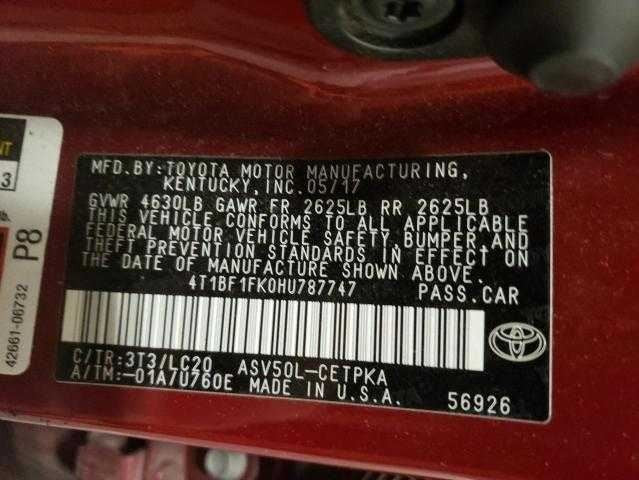 MFD.BY:TOYOTA MOTOR MANUFACTURING,
KENTUCKY,INC.05/17
GVWR 4630LB GAWR FR 2625LB RR 2625LB
THIS VEHICLE CONFORMS TO ALL APPLICABLE
FEDERAL MOTOR VEHICLE SAFETY,BUMPER,AND
THEFT PREVENTION STANDARDS IN EFFECT ON
THE DATE OF MANUFACTURE SHOWN ABOVE.
4T1BF1FK0HU787747 PASS.CAR
C/TR:3T3/LC20 ASV50L-CETPKA
A/TM:-01A/U760E MADE IN U.S.A.
56926
P8
42661-06732
3